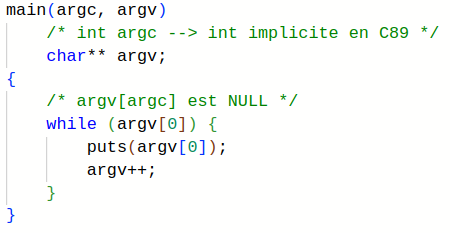 main(argc, argv)
    /* int argc --> int implicite en C89 */
    char** argv;
{
    /* argv[argc] est NULL */
    while (argv[0]) {
        puts(argv[0]);
        argv++;
    }
}